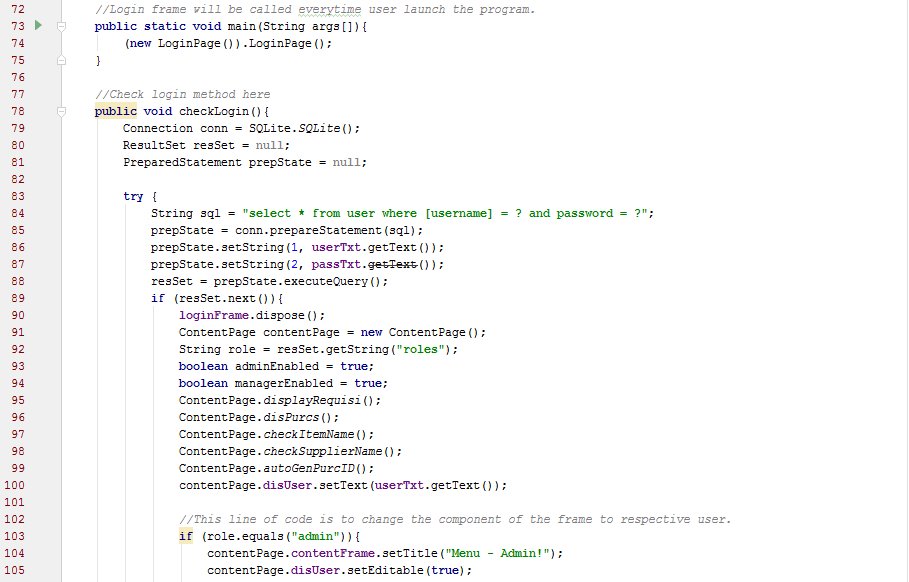 72 //Login frame will be called everytime user launch the program.
73 public static void main(String args[]){
74 (new LoginPage()).LoginPage();
75 }
76
77 //Check login method here
78 public void checkLogin(){
79 Connection conn = SQLite.SQLite();
80 ResultSet resSet = null;
81 PreparedStatement prepState = null;
82
83 try {
84 String sql = "select * from user where [username] = ? and password = ?";
85 prepState = conn.prepareStatement(sql);
86 prepState.setString(1, userTxt.getText());
87 prepState.setString(2, passTxt.getText());
88 resSet = prepState.executeQuery();
89 if (resSet.next()){
90 loginFrame.dispose();
91 ContentPage contentPage = new ContentPage();
92 String role = resSet.getString("roles");
93 boolean adminEnabled = true;
94 boolean managerEnabled = true;
95 ContentPage.displayRequisi();
96 ContentPage.disPurcs();
97 ContentPage.checkItemName();
98 ContentPage.checkSupplierName();
99 ContentPage.autoGenPurcID();
100 contentPage.disUser.setText(userTxt.getText());
101
102 //This line of code is to change the component of the frame to respective user.
103 if (role.equals("admin")){
104 contentPage.contentFrame.setTitle("Menu - Admin!");
105 contentPage.disUser.setEditable(true);